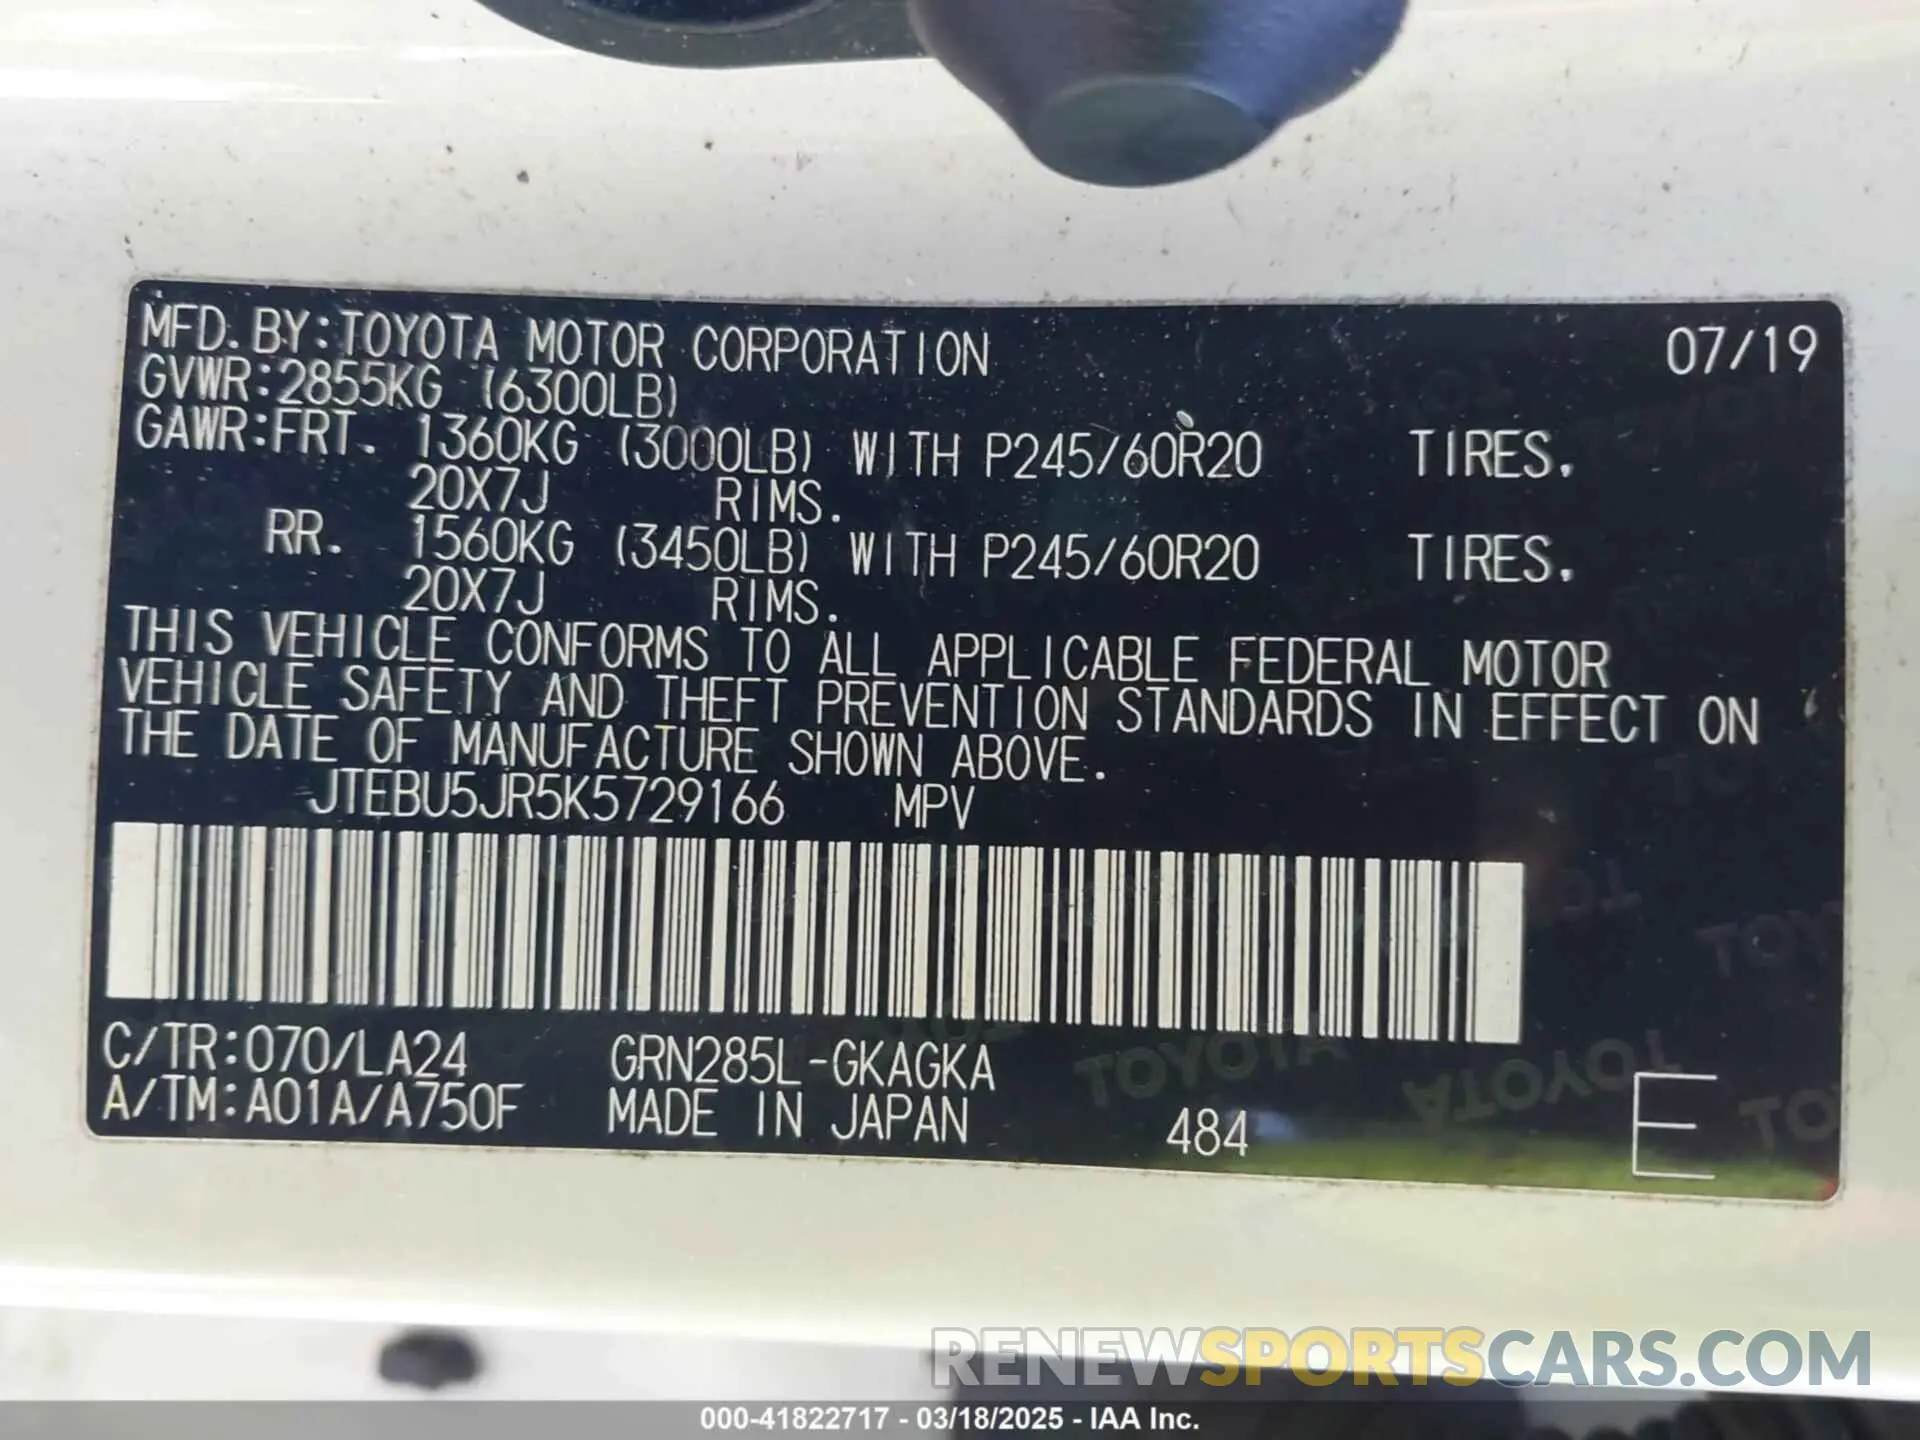 MFD. BY: TOYOTA MOTOR CORPORATION 07/19
GVWR: 2855KG (6300LB)
GAWR: FRT. 1360KG (3000LB) WITH P245/60R20 TIRES.
20X7J RIMS.
RR. 1560KG (3450LB) WITH P245/60R20 TIRES.
20X7J RIMS.
THIS VEHICLE CONFORMS TO ALL APPLICABLE FEDERAL MOTOR
VEHICLE SAFETY AND THEFT PREVENTION STANDARDS IN EFFECT ON
THE DATE OF MANUFACTURE SHOWN ABOVE.
JTEBU5JR5K5729166 MPV
C/TR: 070/LA24 GRN285L-GKAGKA
A/TM: A01A/A750F MADE IN JAPAN 484 E
RENEWSPORTSCARS.COM
000-41822717 - 03/18/2025 - IAA Inc.